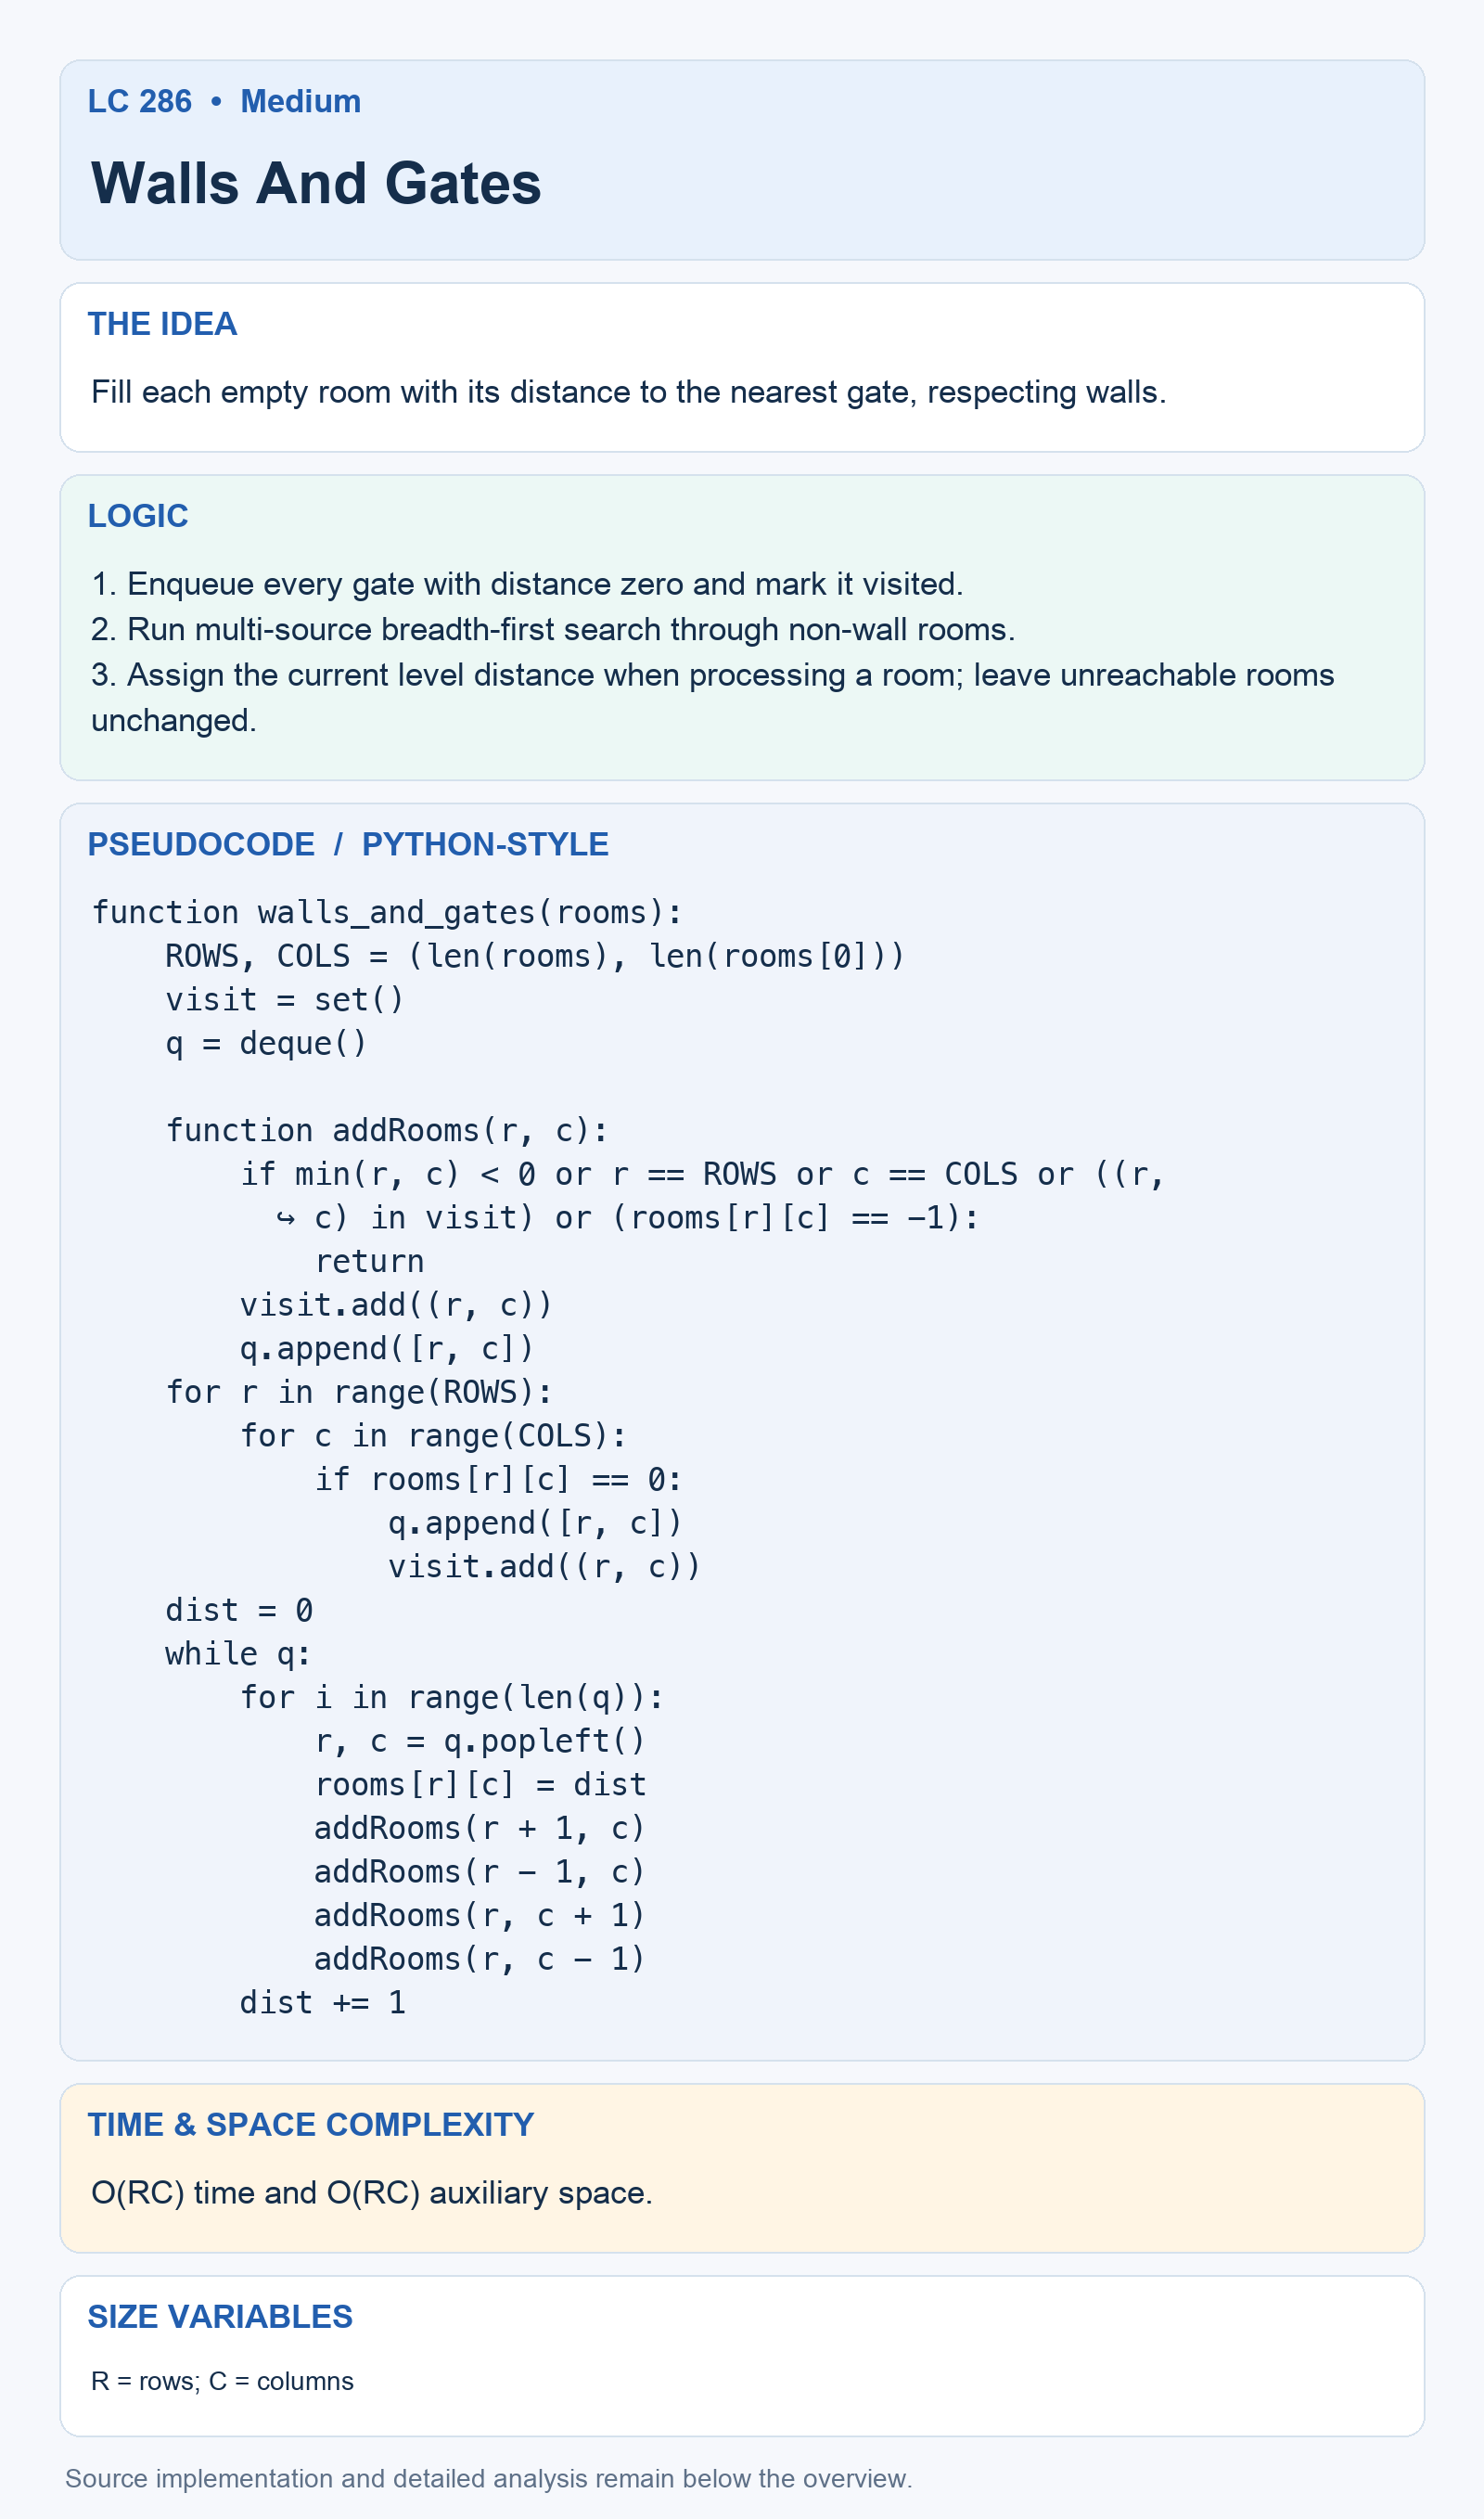 LC 286 • Medium
Walls And Gates
THE IDEA
Fill each empty room with its distance to the nearest gate, respecting walls.
LOGIC
1. Enqueue every gate with distance zero and mark it visited.
2. Run multi-source breadth-first search through non-wall rooms.
3. Assign the current level distance when processing a room; leave unreachable rooms
unchanged.
PSEUDOCODE / PYTHON-STYLE
function walls_and_gates(rooms):
    ROWS, COLS = (len(rooms), len(rooms[0]))
    visit = set()
    q = deque()
    function addRooms(r, c):
        if min(r, c) < 0 or r == ROWS or c == COLS or ((r,
          ↪ c) in visit) or (rooms[r][c] == −1):
            return
        visit.add((r, c))
        q.append([r, c])
    for r in range(ROWS):
        for c in range(COLS):
            if rooms[r][c] == 0:
                q.append([r, c])
                visit.add((r, c))
    dist = 0
    while q:
        for i in range(len(q)):
            r, c = q.popleft()
            rooms[r][c] = dist
            addRooms(r + 1, c)
            addRooms(r − 1, c)
            addRooms(r, c + 1)
            addRooms(r, c − 1)
        dist += 1
TIME & SPACE COMPLEXITY
O(RC) time and O(RC) auxiliary space.
SIZE VARIABLES
R = rows; C = columns
Source implementation and detailed analysis remain below the overview.